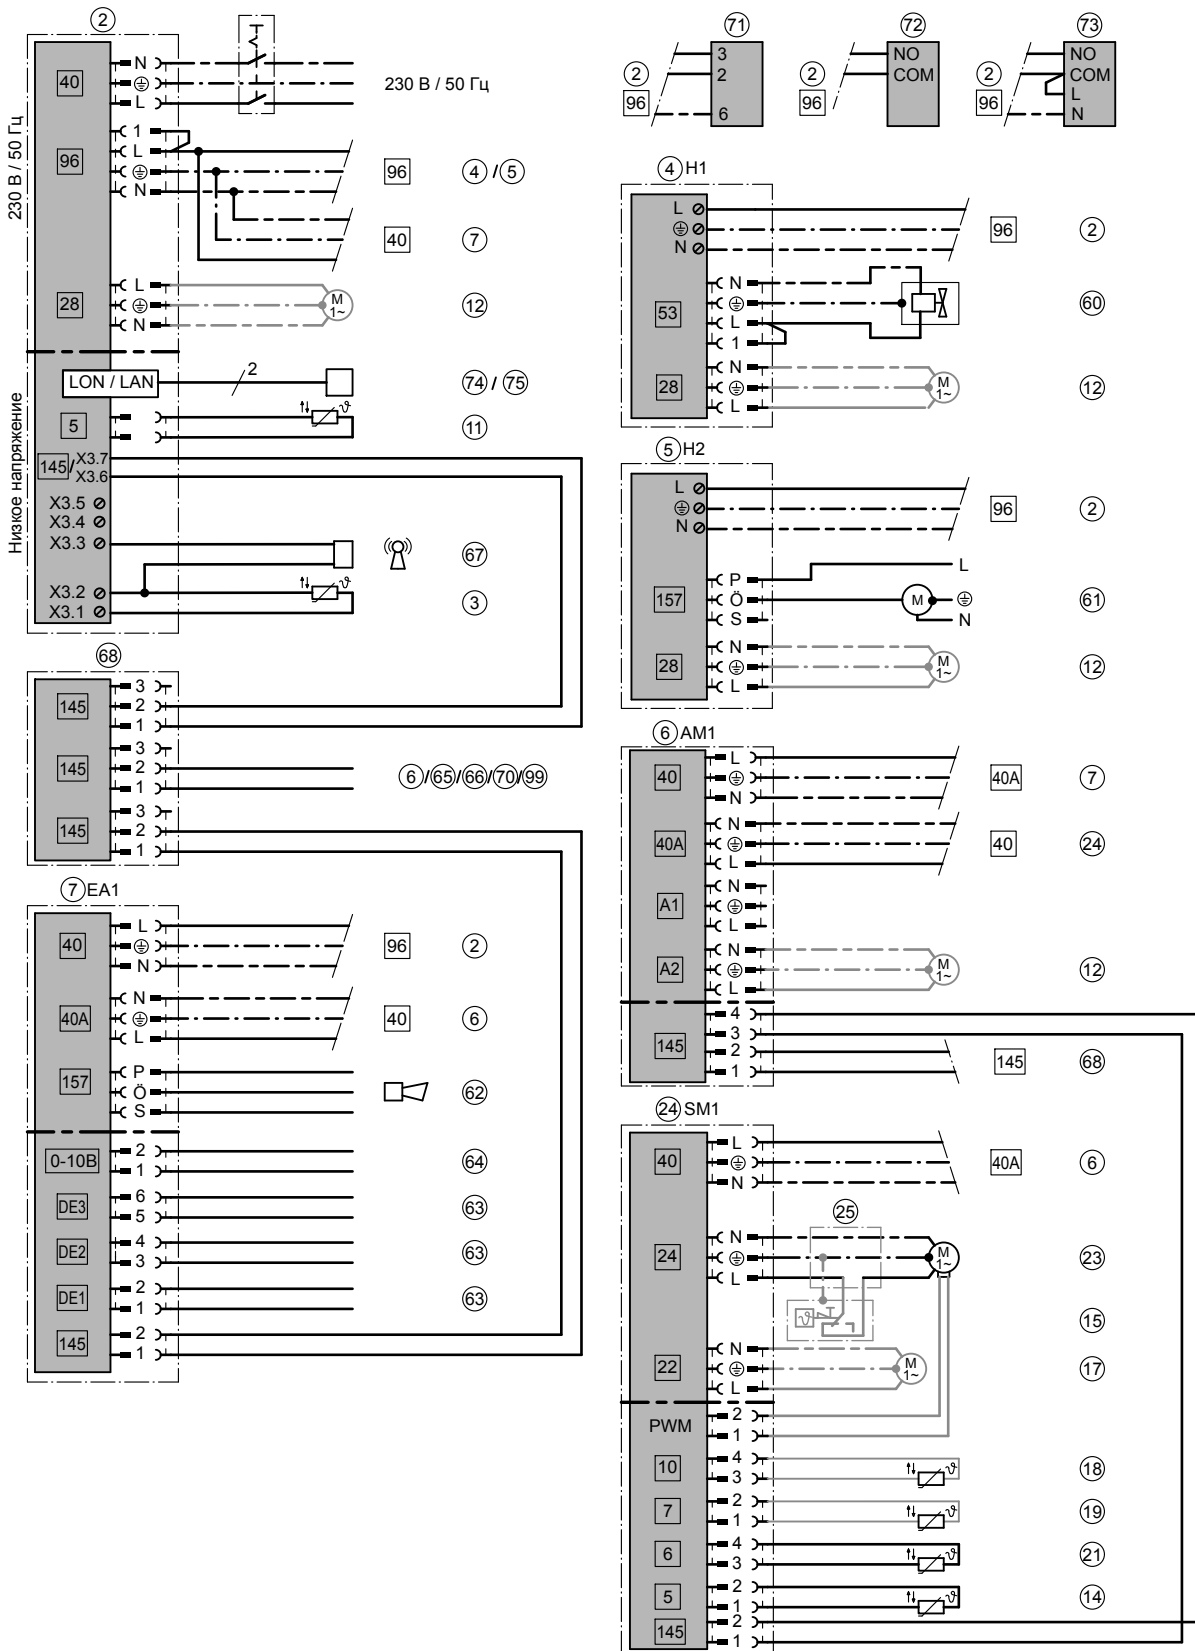 2
230 В / 50 Гц
40
N
L
230 В / 50 Гц
96
1
L
N
96
4 / 5
40
7
28
L
N
M
1~
12
Низкое напряжение
LON / LAN
2
74 / 75
5
ϑ
11
145 / X3.7
X3.6
X3.5
X3.4
X3.3
67
X3.2
ϑ
X3.1
3
68
145
3
2
1
145
3
2
1
6/65/66/70/99
145
3
2
1
7 EA1
40
L
N
96
2
40A
N
L
40
6
157
P
Ö
S
62
0-10В
2
1
64
DE3
6
5
63
DE2
4
3
63
DE1
2
1
63
145
2
1
71
3
2
2
96
6
72
NO
2
COM
96
73
NO
2
COM
L
96
N
4 H1
L
N
96
2
53
N
L
1
60
28
N
L
M
1~
12
5 H2
L
N
96
2
157
P
Ö
S
L
M
N
61
28
N
L
M
1~
12
6 AM1
40
L
N
40A
7
40A
N
L
40
24
A1
N
L
A2
N
L
M
1~
12
145
4
3
2
1
145
68
24 SM1
40
L
N
40A
6
25
24
N
L
M
1~
23
ϑ
15
22
N
L
M
1~
17
PWM
2
1
10
4
3
ϑ
18
7
2
1
ϑ
19
6
4
3
ϑ
21
5
2
1
ϑ
14
145
2
1